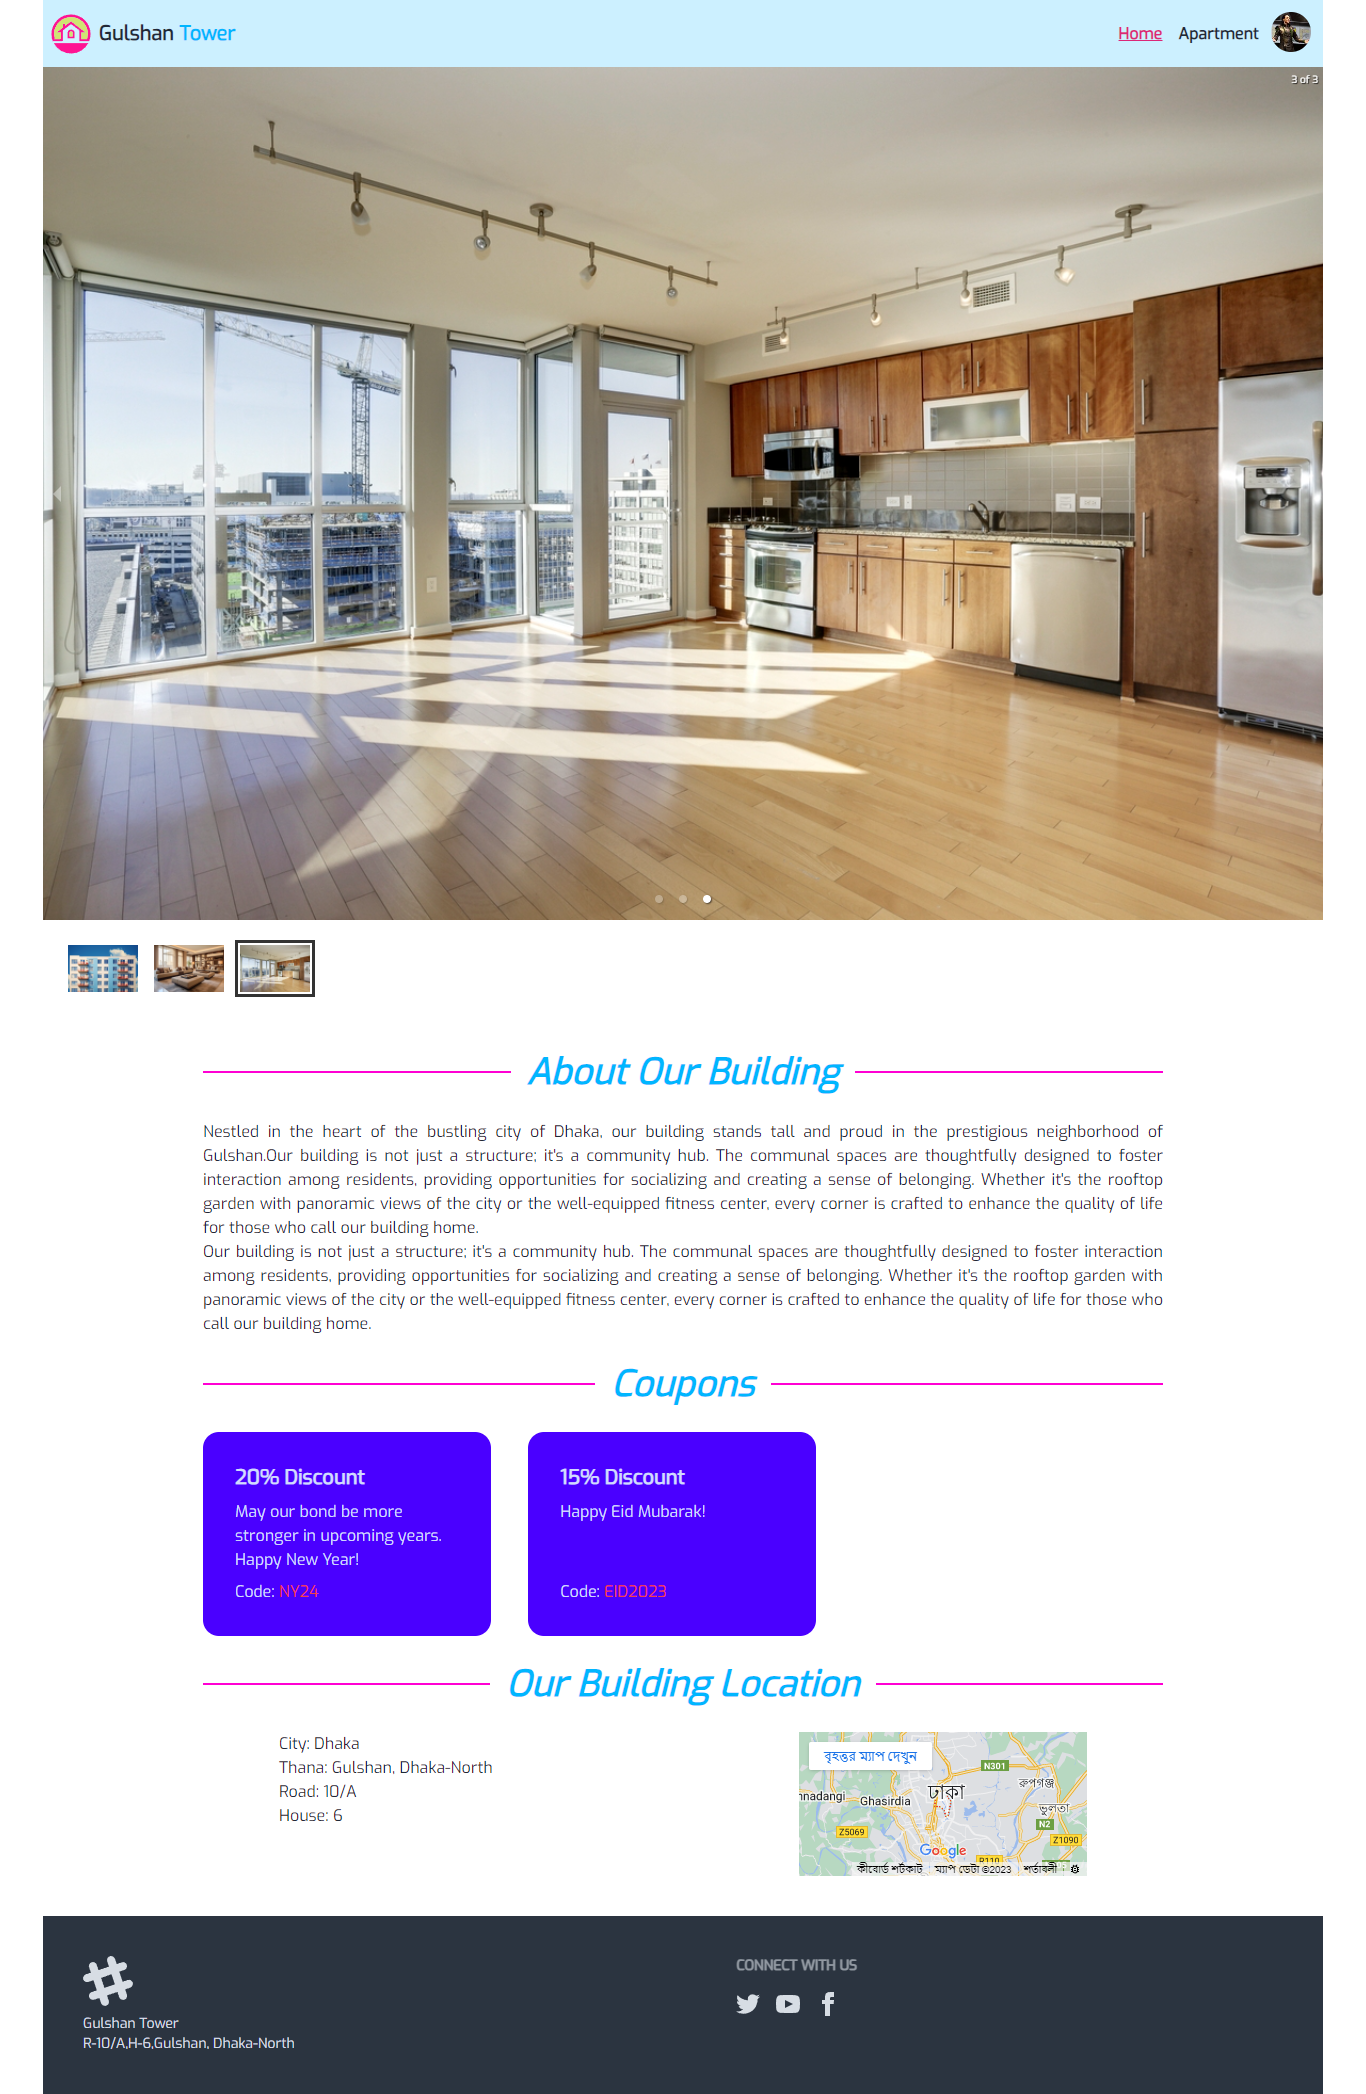 Gulshan Tower
Home Apartment
3 of 3
About Our Building
Nestled in the heart of the bustling city of Dhaka, our building stands tall and proud in the prestigious neighborhood of
Gulshan.Our building is not just a structure; it's a community hub. The communal spaces are thoughtfully designed to foster
interaction among residents, providing opportunities for socializing and creating a sense of belonging. Whether it's the rooftop
garden with panoramic views of the city or the well-equipped fitness center, every corner is crafted to enhance the quality of life
for those who call our building home.
Our building is not just a structure; it's a community hub. The communal spaces are thoughtfully designed to foster interaction
among residents, providing opportunities for socializing and creating a sense of belonging. Whether it's the rooftop garden with
panoramic views of the city or the well-equipped fitness center, every corner is crafted to enhance the quality of life for those who
call our building home.
Coupons
20% Discount
May our bond be more
stronger in upcoming years.
Happy New Year!
Code: NY24
15% Discount
Happy Eid Mubarak!
Code: EID2023
Our Building Location
City: Dhaka
Thana: Gulshan, Dhaka-North
Road: 10/A
House: 6
বৃহত্তর ম্যাপ দেখুন
N301
ঢাকা
রূপগঞ্জ
nnadangi
Ghasirdia
ভুলতা
N2
Z5069
Z1090
Google
R110
কীবোর্ড শর্টকাট
ম্যাপ ডেটা ©2023
শর্তাবলী
Gulshan Tower
R-10/A,H-6,Gulshan, Dhaka-North
CONNECT WITH US